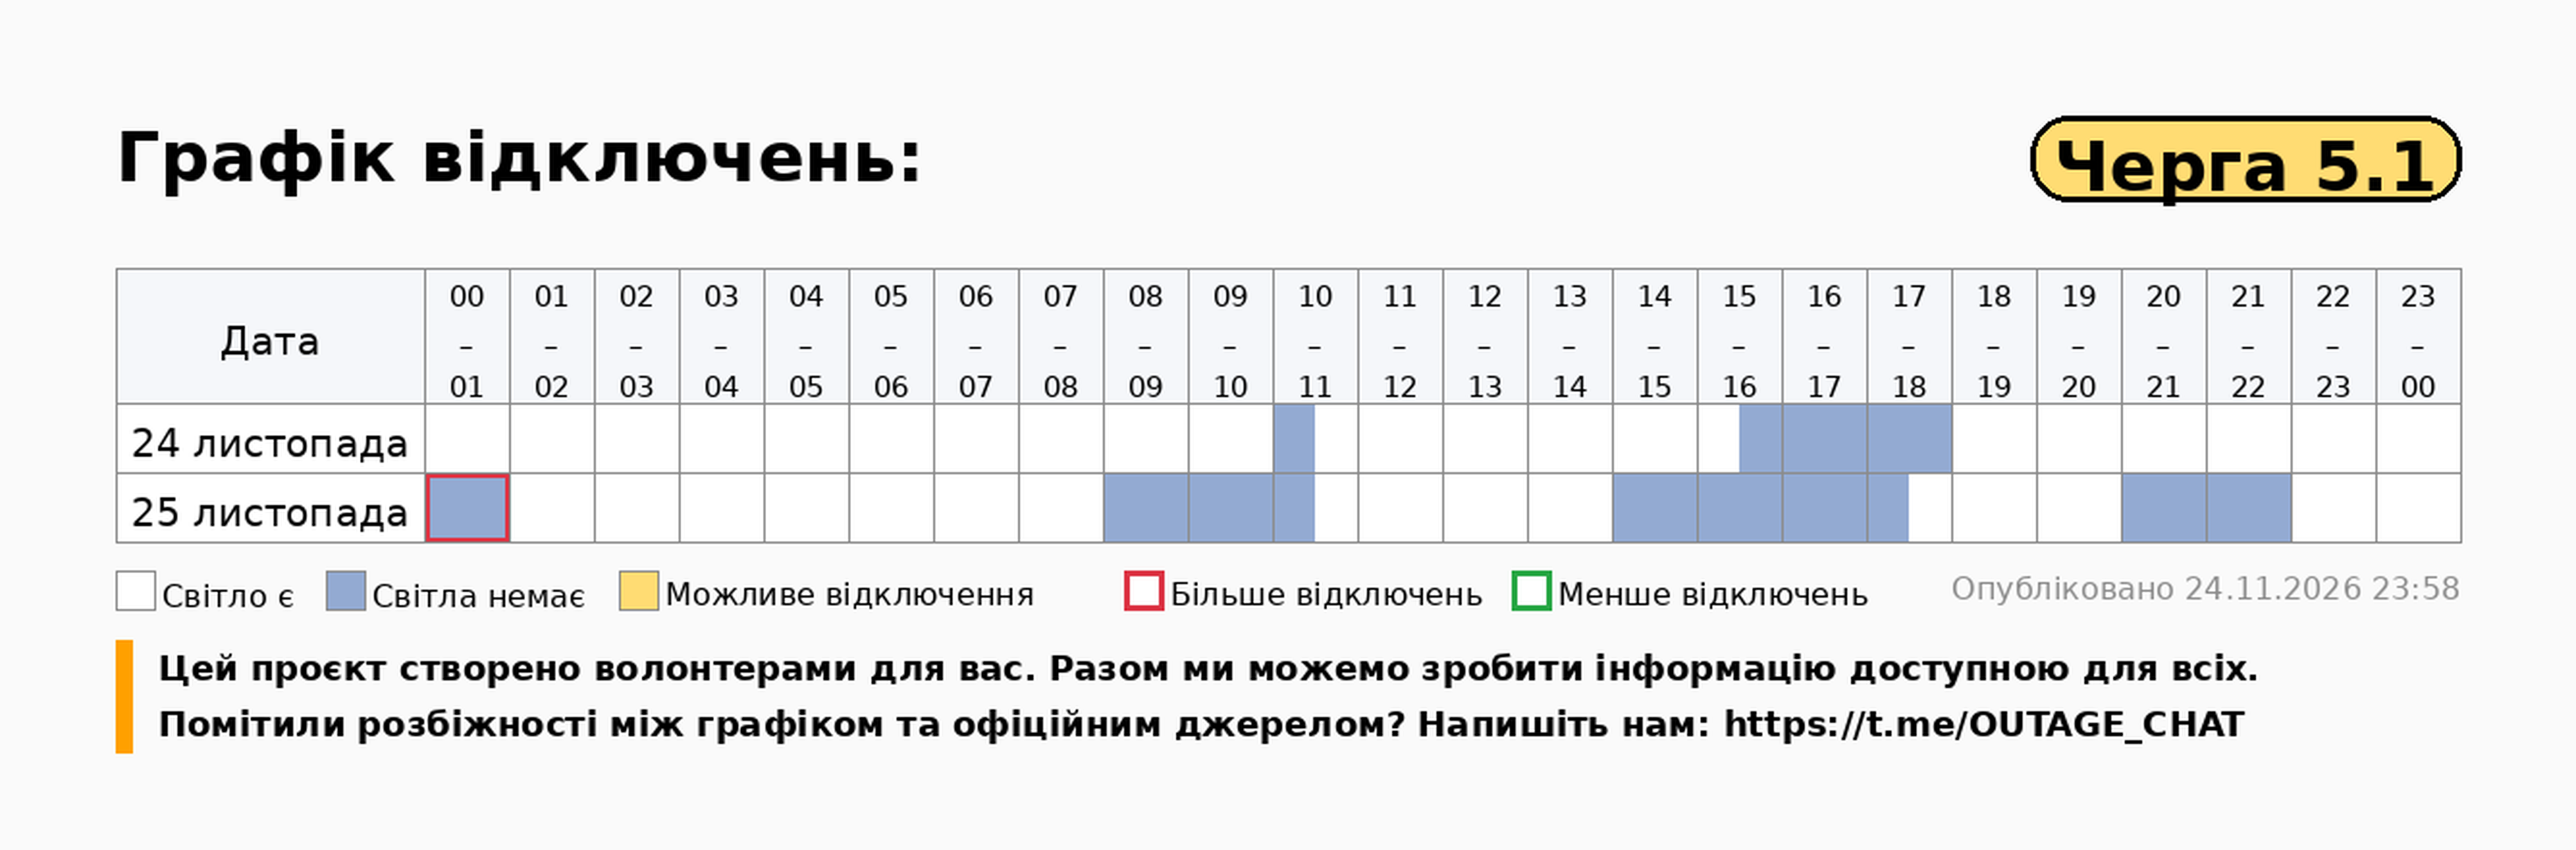 Графік відключень:
Черга 5.1
Дата 00 – 01 01 – 02 02 – 03 03 – 04 04 – 05 05 – 06 06 – 07 07 – 08 08 – 09 09 – 10 10 – 11 11 – 12 12 – 13 13 – 14 14 – 15 15 – 16 16 – 17 17 – 18 18 – 19 19 – 20 20 – 21 21 – 22 22 – 23 23 – 00
24 листопада
25 листопада
Світло є Світла немає Можливе відключення Більше відключень Менше відключень Опубліковано 24.11.2026 23:58
Цей проєкт створено волонтерами для вас. Разом ми можемо зробити інформацію доступною для всіх.
Помітили розбіжності між графіком та офіційним джерелом? Напишіть нам: https://t.me/OUTAGE_CHAT